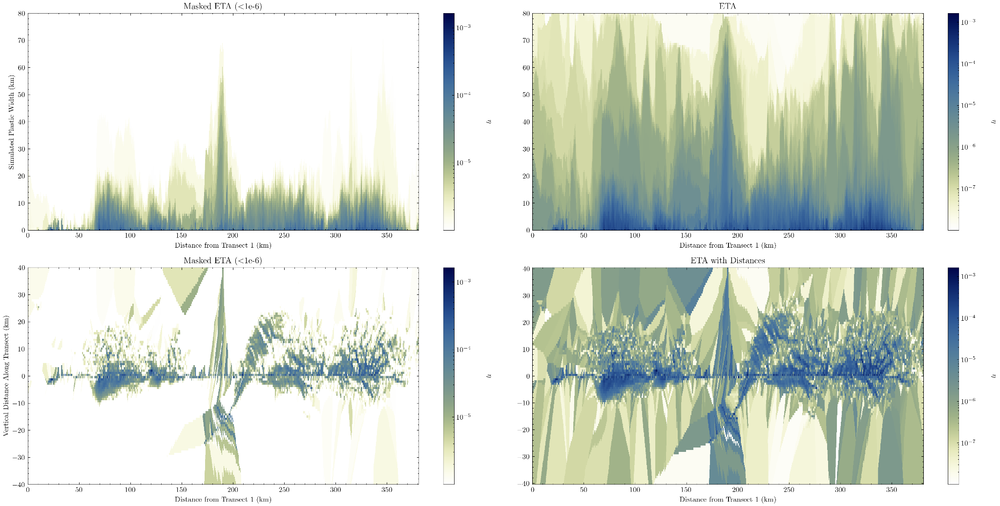 Masked ETA (<1e-6)
Simulated Plastic Width (km)
80
70
60
50
40
30
20
10
0
0 50 100 150 200 250 300 350
Distance from Transect 1 (km)
10⁻³
10⁻⁴
10⁻⁵
η
ETA
80
70
60
50
40
30
20
10
0
0 50 100 150 200 250 300 350
Distance from Transect 1 (km)
10⁻³
10⁻⁴
10⁻⁵
10⁻⁶
10⁻⁷
η
Masked ETA (<1e-6)
Vertical Distance Along Transect (km)
40
30
20
10
0
−10
−20
−30
−40
0 50 100 150 200 250 300 350
Distance from Transect 1 (km)
10⁻³
10⁻⁴
10⁻⁵
η
ETA with Distances
40
30
20
10
0
−10
−20
−30
−40
0 50 100 150 200 250 300 350
Distance from Transect 1 (km)
10⁻³
10⁻⁴
10⁻⁵
10⁻⁶
10⁻⁷
η